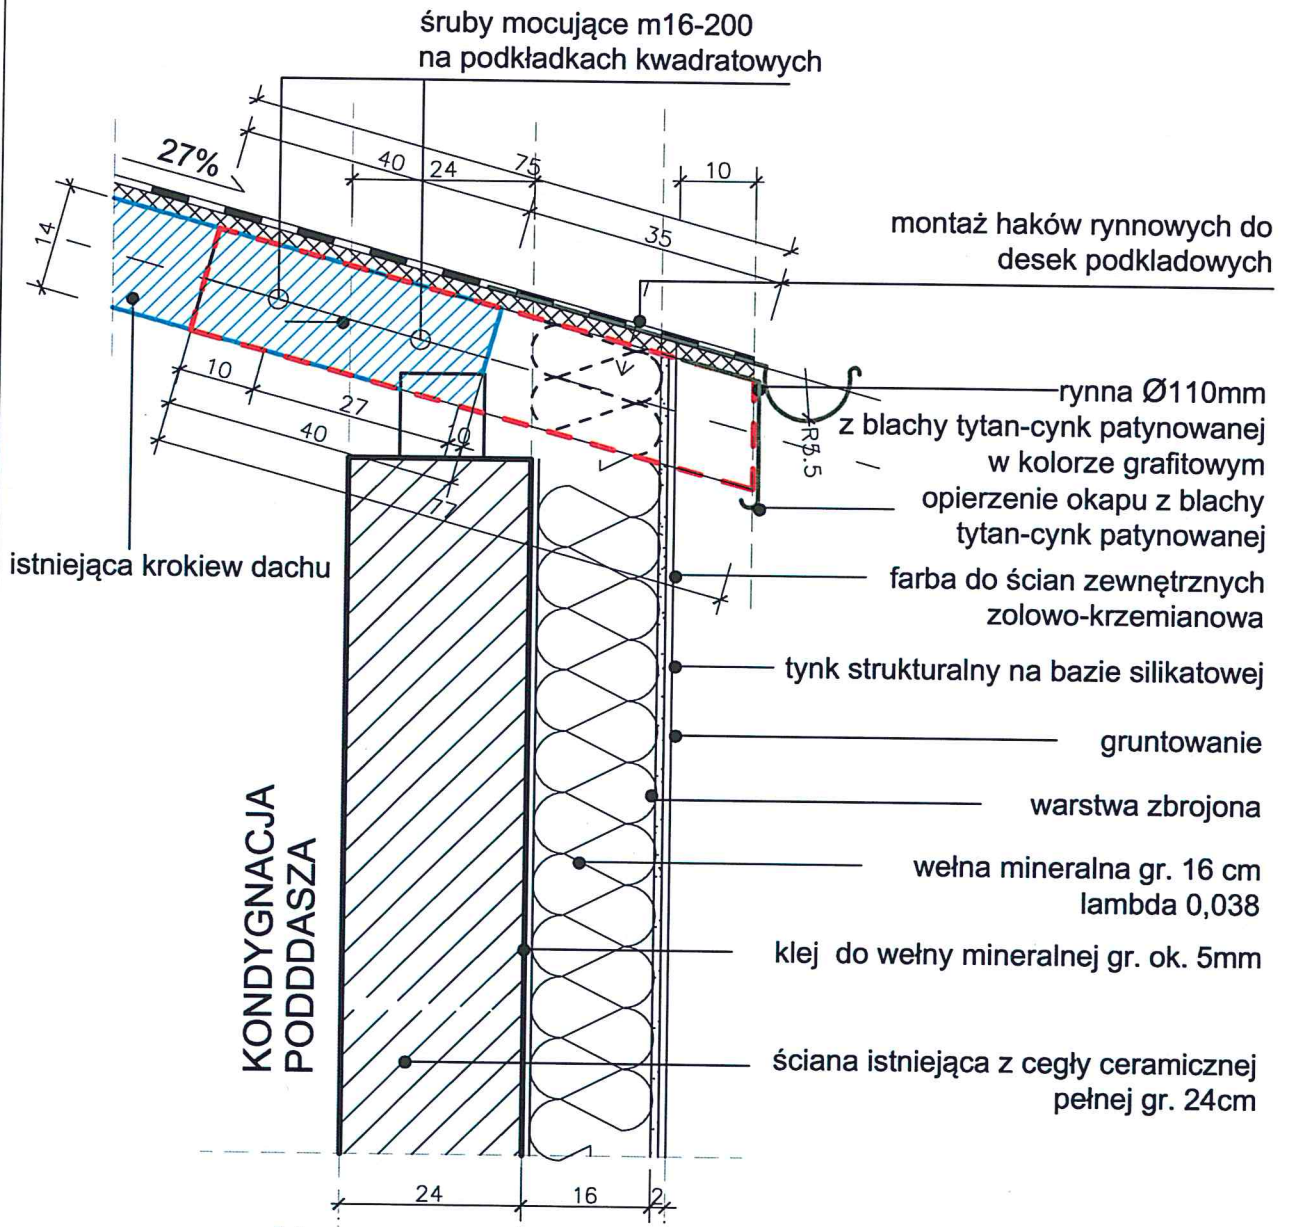 śruby mocujące m16-200
na podkładkach kwadratowych
27%
40
24
75
10
35
14
montaż haków rynnowych do
desek podkladowych
10
27
40
10
77
rynna Ø110mm
z blachy tytan-cynk patynowanej
w kolorze grafitowym
opierzenie okapu z blachy
tytan-cynk patynowanej
istniejąca krokiew dachu
farba do ścian zewnętrznych
zolowo-krzemianowa
tynk strukturalny na bazie silikatowej
gruntowanie
warstwa zbrojona
wełna mineralna gr. 16 cm
lambda 0,038
klej do wełny mineralnej gr. ok. 5mm
KONDYGNACJA
PODDDASZA
ściana istniejąca z cegły ceramicznej
pełnej gr. 24cm
24
16
2